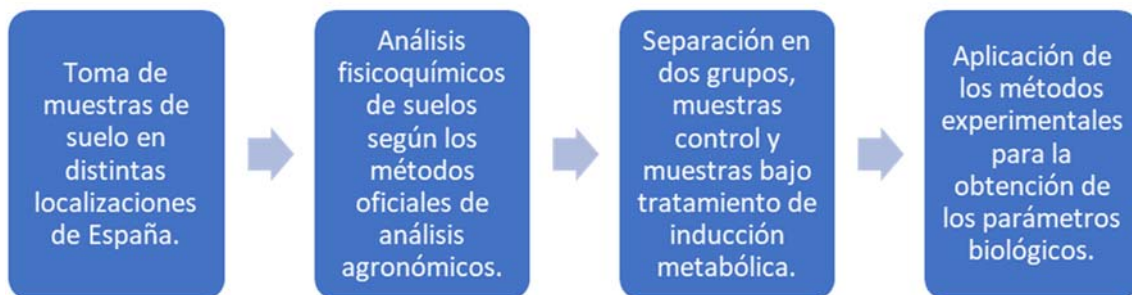 Toma de
muestras de
suelo en
distintas
localizaciones
de España.
Análisis
fisicoquímicos
de suelos
según los
métodos
oficiales de
análisis
agronómicos.
Separación en
dos grupos,
muestras
control y
muestras bajo
tratamiento de
inducción
metabólica.
Aplicación de
los métodos
experimentales
para la
obtención de
los parámetros
biológicos.